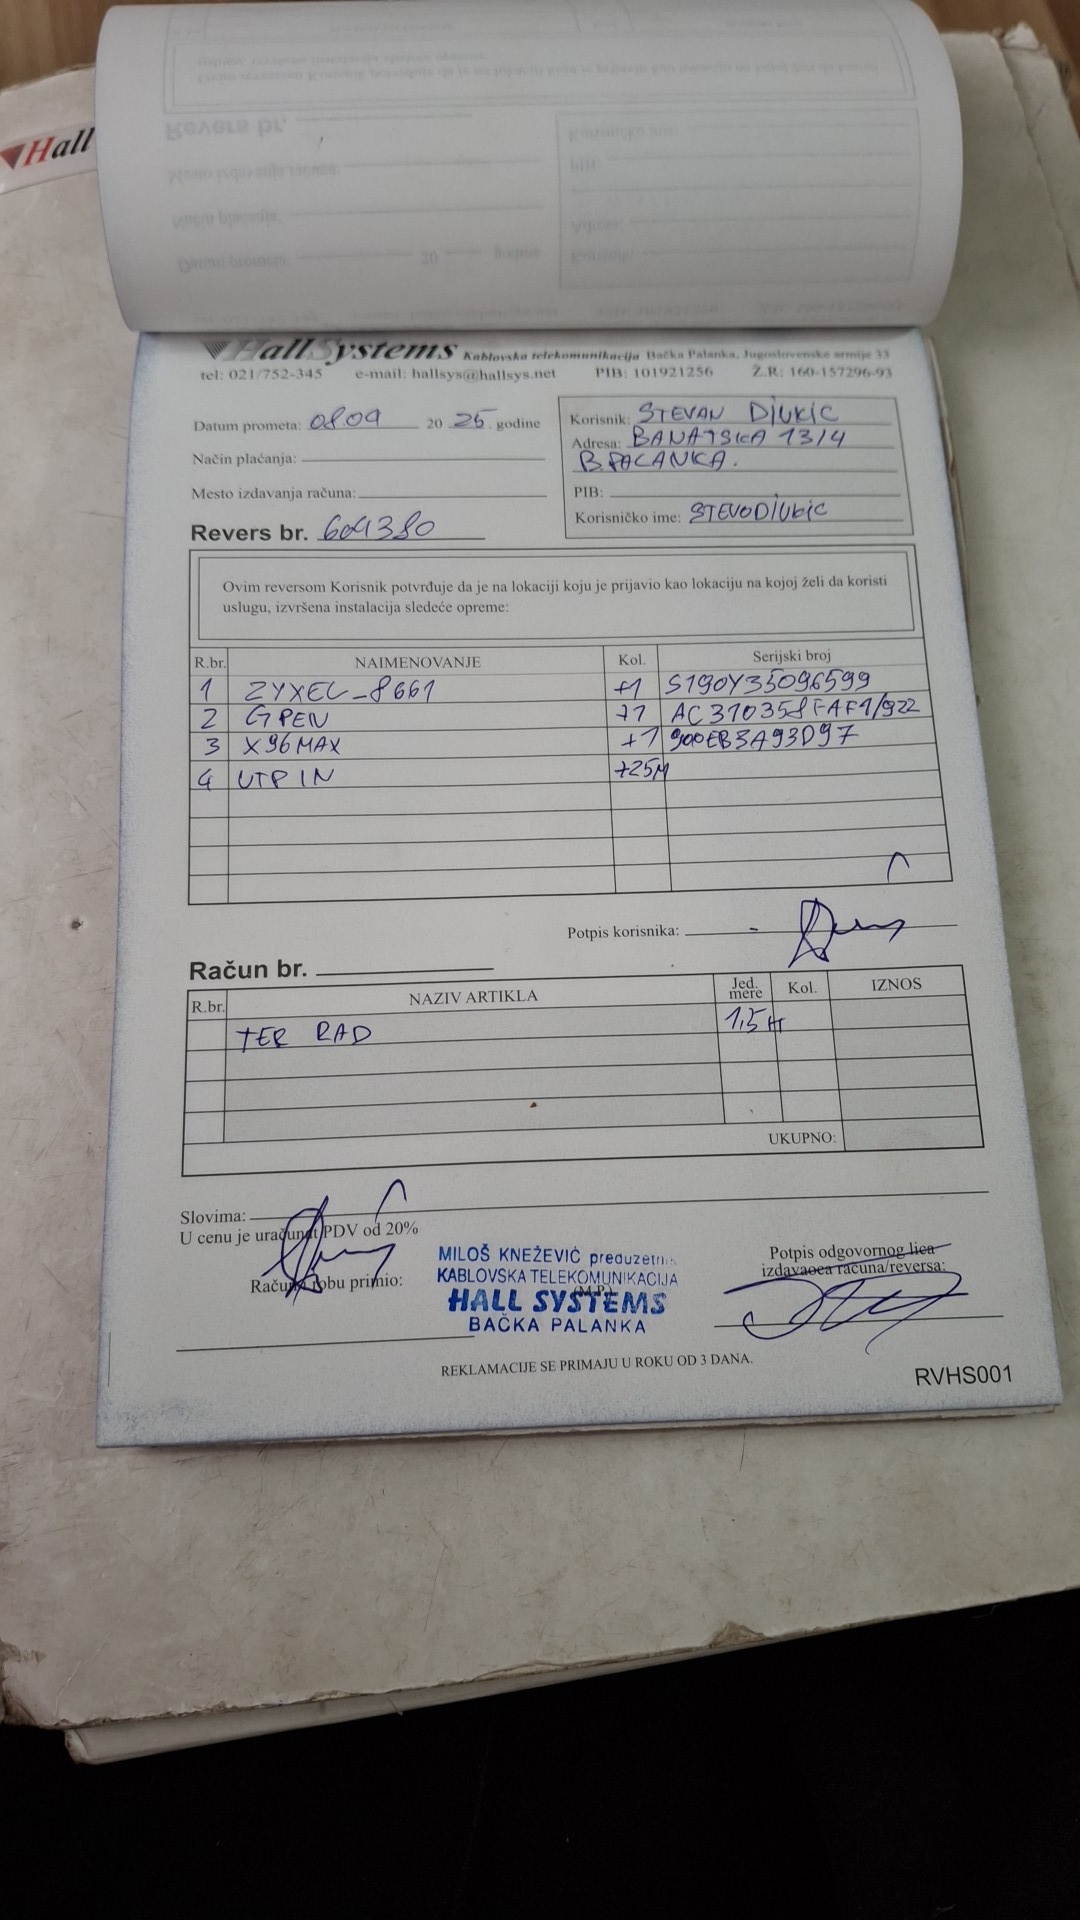 Hall
HallSystems Kablovska telekomunikacija Bačka Palanka, Jugoslovenske armije 33
tel: 021/752-345 e-mail: hallsys@hallsys.net PIB: 101921256 Ž.R: 160-157296-93
Datum prometa: 08.09 20 25. godine
Način plaćanja:
Mesto izdavanja računa:
Revers br. 604380
Korisnik: STEVAN DJUKIC
Adresa: BANATSKA 13/4
B.PALANKA.
PIB:
Korisničko ime: STEVODJUKIC
Ovim reversom Korisnik potvrđuje da je na lokaciji koju je prijavio kao lokaciju na kojoj želi da koristi
uslugu, izvršena instalacija sledeće opreme:
R.br. NAIMENOVANJE Kol. Serijski broj
1 ZYXEL-8661 +1 S190Y35096599
2 GPEN +1 AC310358FAF1/922
3 X96MAX +1 900EB3A93D97
4 UTP IN +25M
Potpis korisnika:
Račun br.
R.br. NAZIV ARTIKLA Jed. mere Kol. IZNOS
TER RAD 1,5 H
UKUPNO:
Slovima:
U cenu je uračunat PDV od 20%
Račun i robu primio:
MILOŠ KNEŽEVIĆ preduzetnik
KABLOVSKA TELEKOMUNIKACIJA
(M.P.)
HALL SYSTEMS
BAČKA PALANKA
Potpis odgovornog lica
izdavaoca računa/reversa:
REKLAMACIJE SE PRIMAJU U ROKU OD 3 DANA.
RVHS001